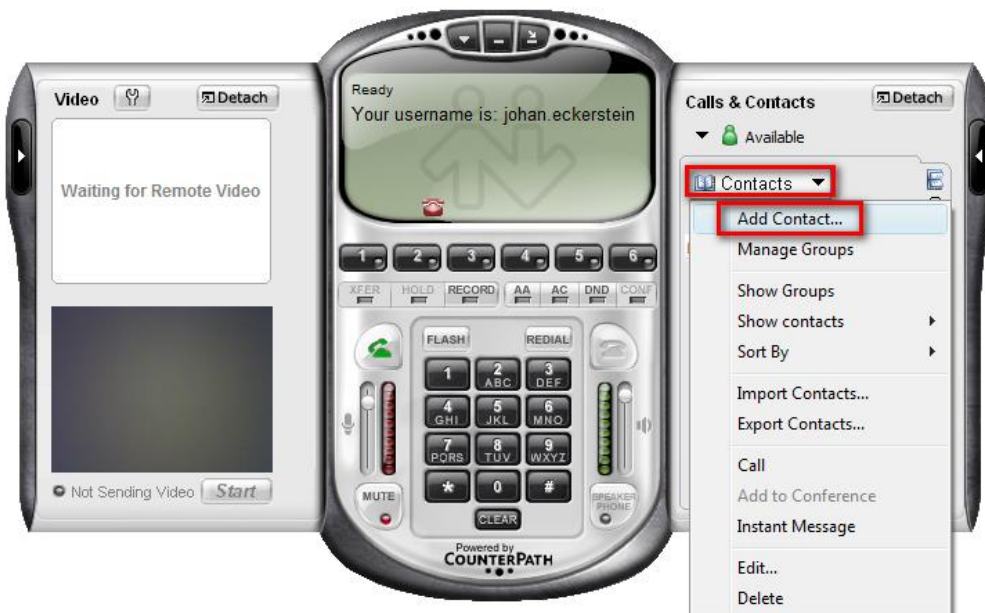 Video
Detach
Waiting for Remote Video
Not Sending Video
Start
Ready
Your username is: johan.eckerstein
1 2 3 4 5 6
XFER HOLD RECORD AA AC DND CONF
FLASH REDIAL
1 2 3
ABC DEF
4 5 6
GHI JKL MNO
7 8 9
PQRS TUV WXYZ
* 0 #
MUTE
SPEAKER
PHONE
CLEAR
Powered by
COUNTERPATH
Calls & Contacts
Detach
Available
Contacts
Add Contact...
Manage Groups
Show Groups
Show contacts
Sort By
Import Contacts...
Export Contacts...
Call
Add to Conference
Instant Message
Edit...
Delete